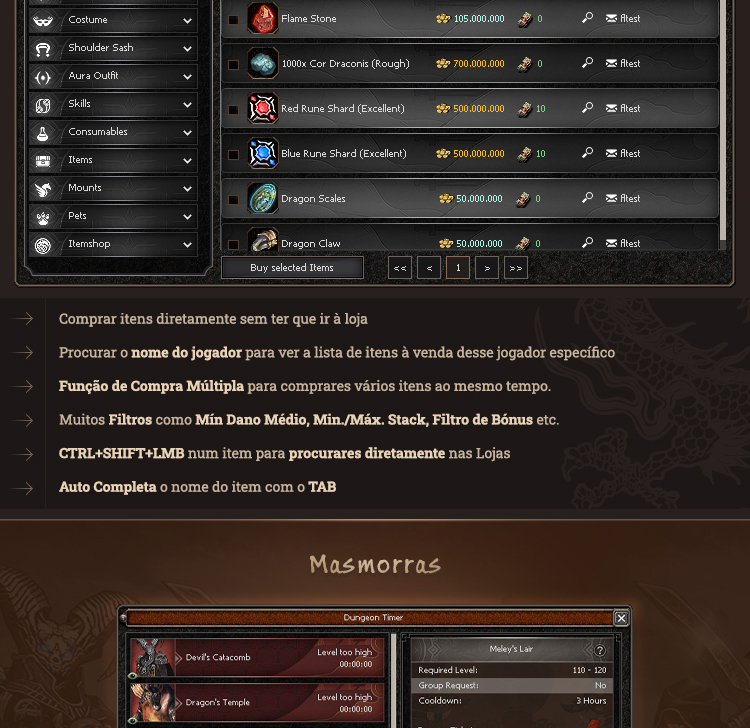 Costume
Shoulder Sash
Aura Outfit
Skills
Consumables
Items
Mounts
Pets
Itemshop
Flame Stone 105.000.000 0 fltest
1000x Cor Draconis (Rough) 700.000.000 0 fltest
Red Rune Shard (Excellent) 500.000.000 10 fltest
Blue Rune Shard (Excellent) 500.000.000 10 fltest
Dragon Scales 50.000.000 0 fltest
Dragon Claw 50.000.000 0 fltest
Buy selected Items << < 1 > >>
Comprar itens diretamente sem ter que ir à loja
Procurar o nome do jogador para ver a lista de itens à venda desse jogador específico
Função de Compra Múltipla para comprares vários itens ao mesmo tempo.
Muitos Filtros como Mín Dano Médio, Min./Máx. Stack, Filtro de Bónus etc.
CTRL+SHIFT+LMB num item para procurares diretamente nas Lojas
Auto Completa o nome do item com o TAB
Masmorras
Dungeon Timer
Devil's Catacomb
Level too high
00:00:00
Dragon's Temple
Level too high
00:00:00
Meley's Lair ?
Required Level: 110 - 120
Group Request: No
Cooldown: 3 Hours